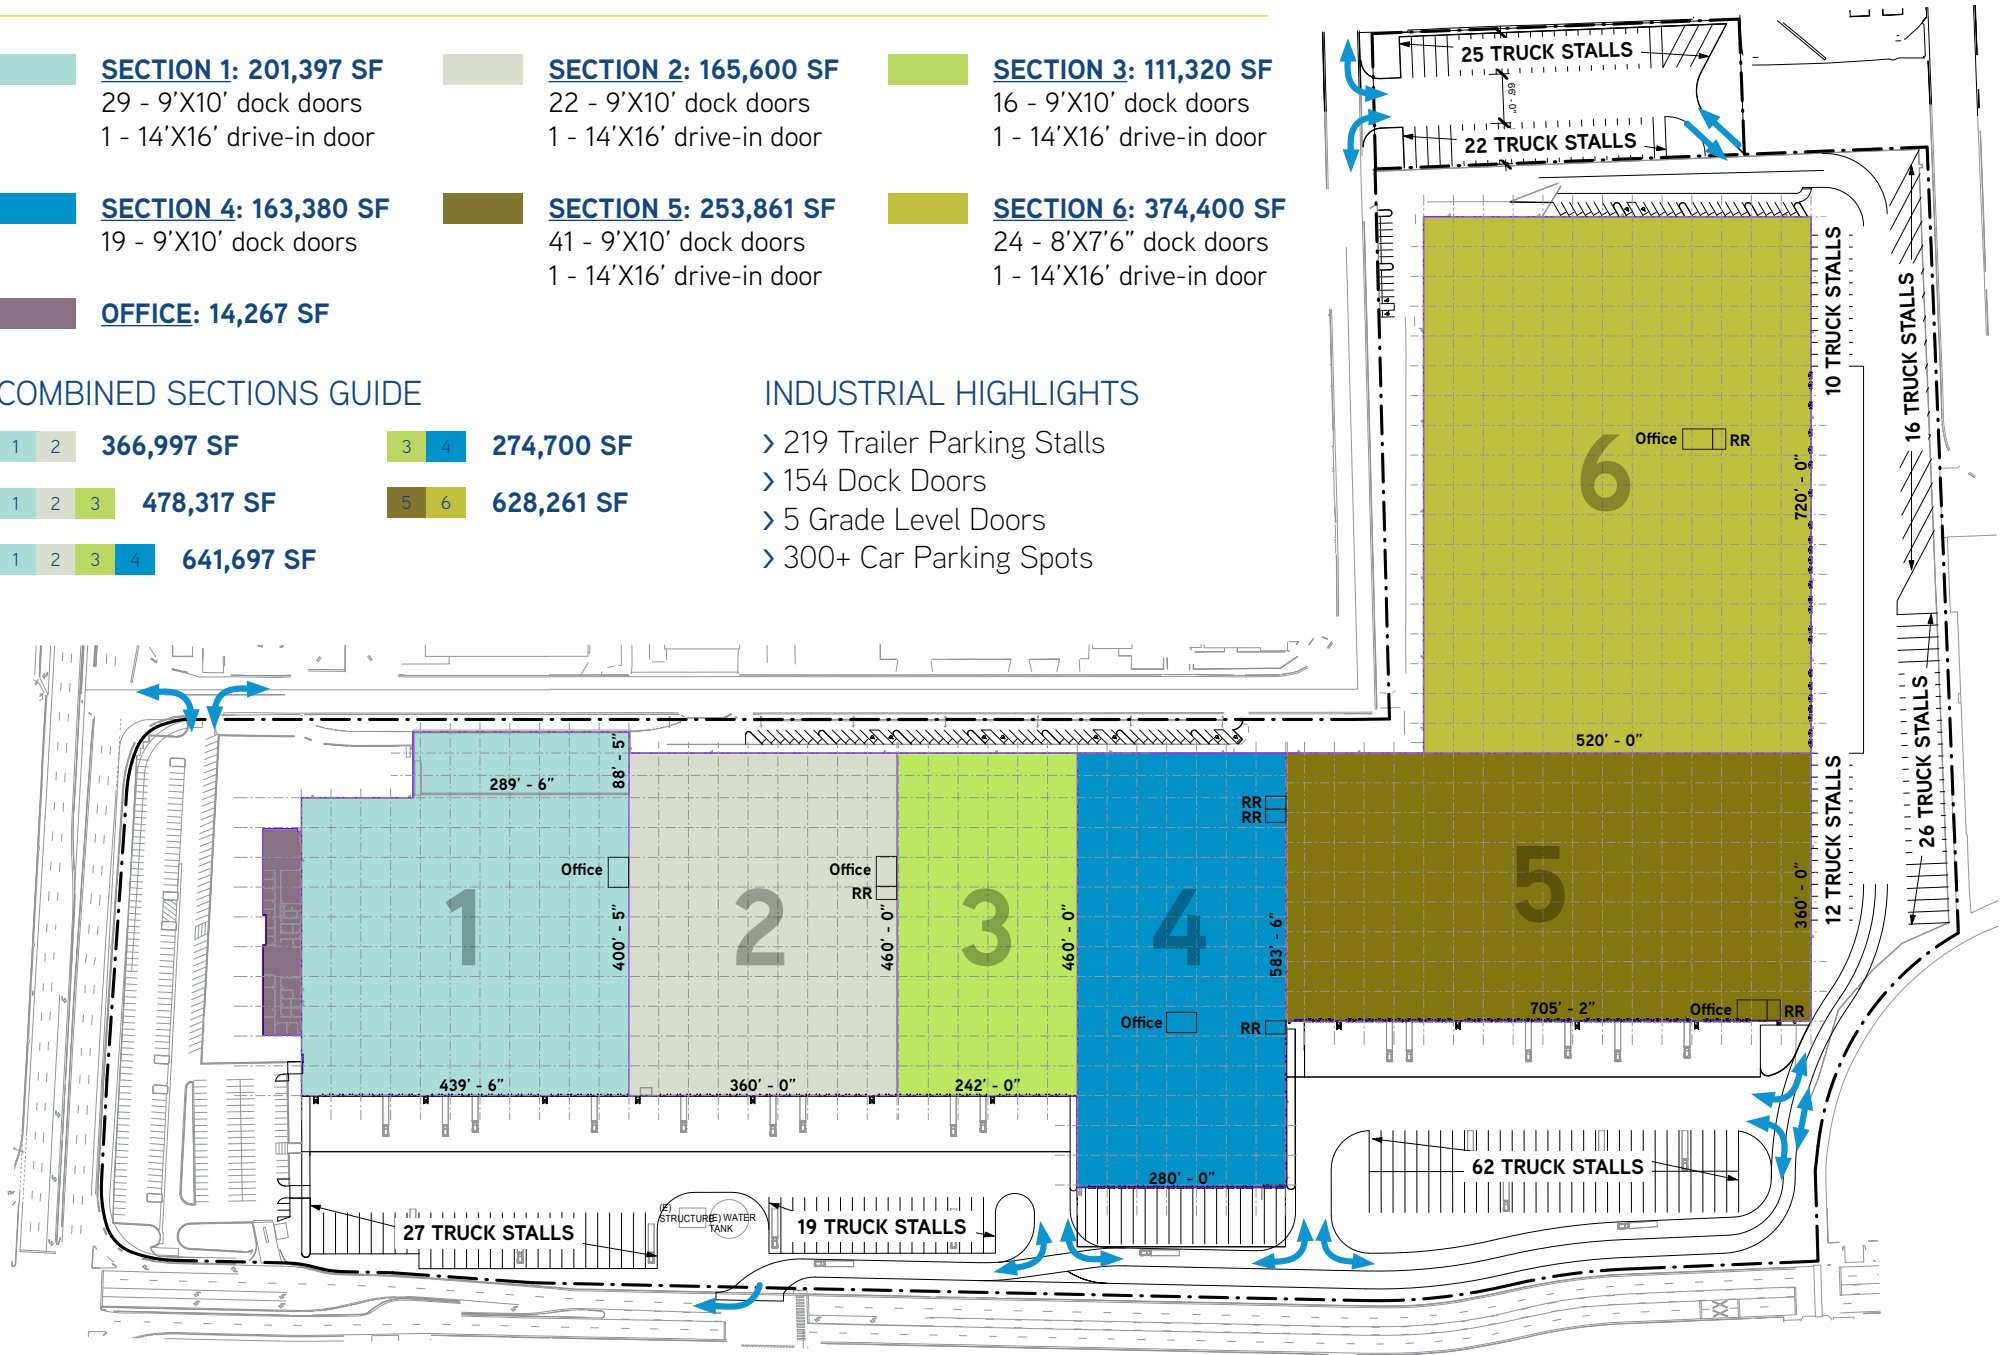 SECTION 1: 201,397 SF
29 - 9’X10’ dock doors
1 - 14’X16’ drive-in door
SECTION 2: 165,600 SF
22 - 9’X10’ dock doors
1 - 14’X16’ drive-in door
SECTION 3: 111,320 SF
16 - 9’X10’ dock doors
1 - 14’X16’ drive-in door
SECTION 4: 163,380 SF
19 - 9’X10’ dock doors
SECTION 5: 253,861 SF
41 - 9’X10’ dock doors
1 - 14’X16’ drive-in door
SECTION 6: 374,400 SF
24 - 8’X7’6” dock doors
1 - 14’X16’ drive-in door
OFFICE: 14,267 SF
COMBINED SECTIONS GUIDE
1 2 366,997 SF
1 2 3 478,317 SF
1 2 3 4 641,697 SF
3 4 274,700 SF
5 6 628,261 SF
INDUSTRIAL HIGHLIGHTS
› 219 Trailer Parking Stalls
› 154 Dock Doors
› 5 Grade Level Doors
› 300+ Car Parking Spots
25 TRUCK STALLS
66' -0"
22 TRUCK STALLS
10 TRUCK STALLS
16 TRUCK STALLS
Office RR
6
720’ - 0”
520’ - 0”
26 TRUCK STALLS
12 TRUCK STALLS
289’ - 6”
88’ - 5”
Office
1
400’ - 5”
439’ - 6”
Office
RR
2
460’ - 0”
360’ - 0”
3
460’ - 0”
242’ - 0”
RR
RR
4
583’ - 6”
Office
RR
280’ - 0”
5
360’ - 0”
705’ - 2”
Office RR
27 TRUCK STALLS
(E)
STRUCTURE
(E) WATER
TANK
19 TRUCK STALLS
62 TRUCK STALLS